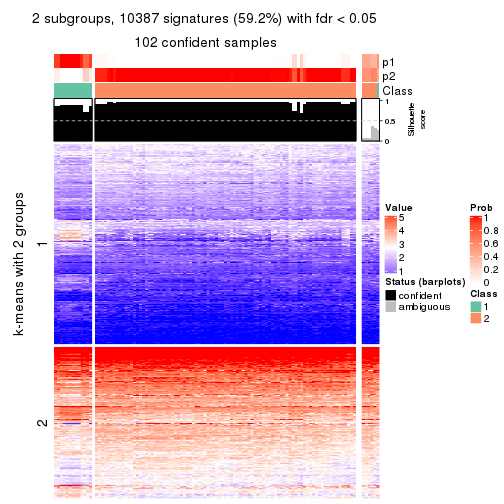 2 subgroups, 10387 signatures (59.2%) with fdr < 0.05
102 confident samples
p1
p2
Class
1
0.5
0
Silhouette
score
k-means with 2 groups
1
2
Value
5
4
3
2
1
Status (barplots)
confident
ambiguous
Prob
1
0.8
0.6
0.4
0.2
0
Class
1
2